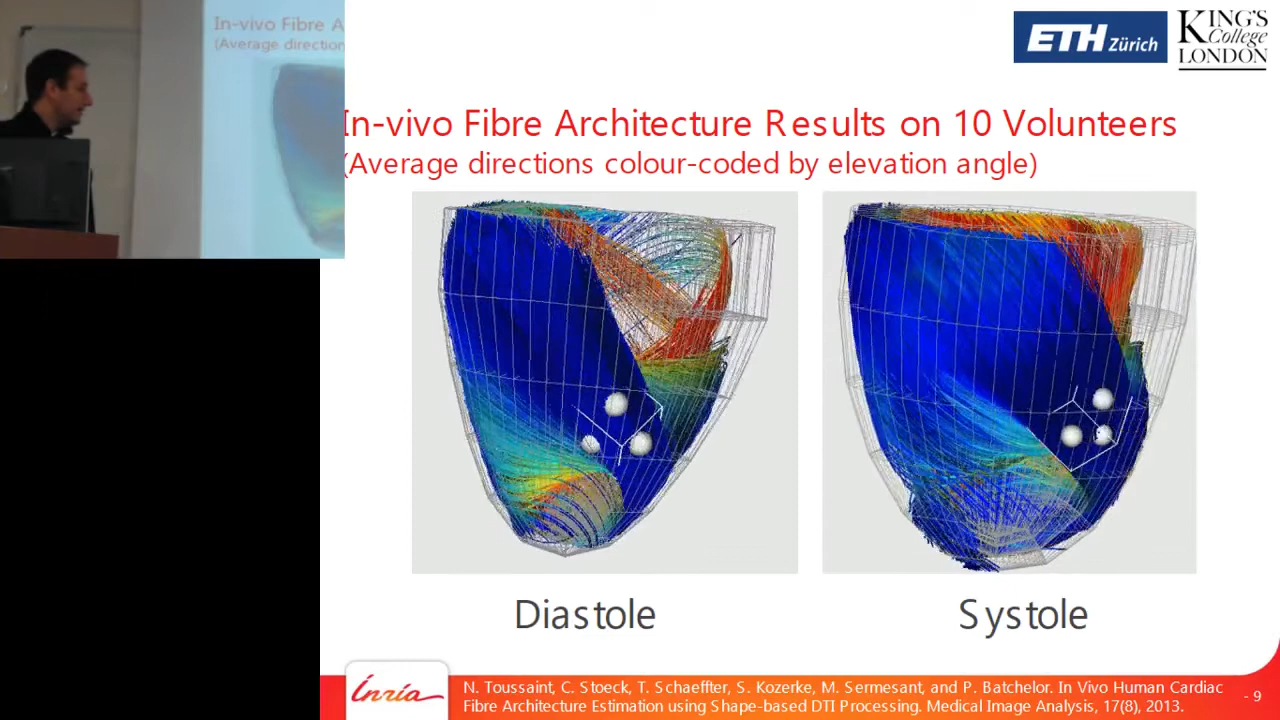 In-vivo Fibre A
(Average direction
ETH Zürich
KING'S
College
LONDON
In-vivo Fibre Architecture Results on 10 Volunteers
(Average directions colour-coded by elevation angle)
Diastole
Systole
Inria
N. Toussaint, C. Stoeck, T. Schaeffter, S. Kozerke, M. Sermesant, and P. Batchelor. In Vivo Human Cardiac
Fibre Architecture Estimation using Shape-based DTI Processing. Medical Image Analysis, 17(8), 2013.
- 9